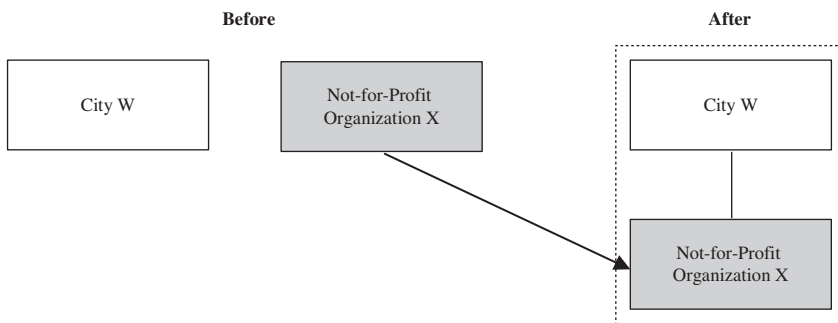 Before
After
City W
Not-for-Profit
Organization X
City W
Not-for-Profit
Organization X